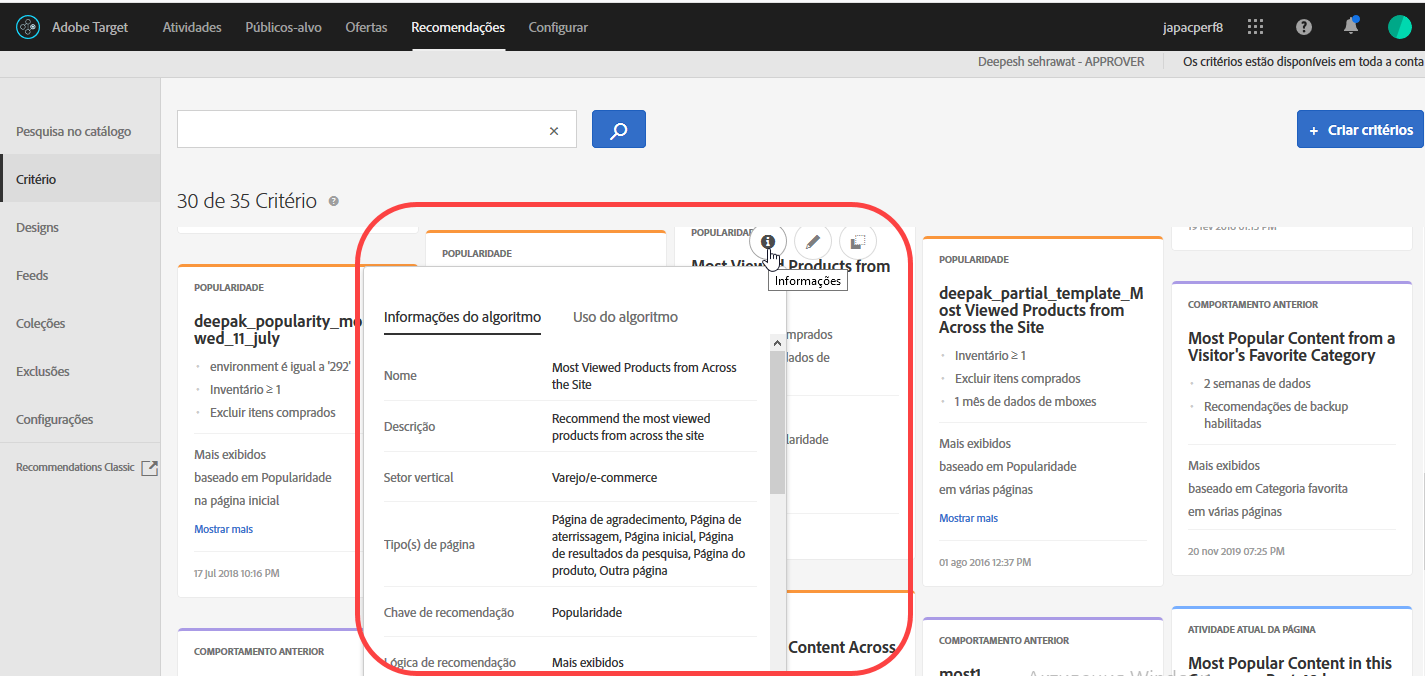 Adobe Target
Atividades
Públicos-alvo
Ofertas
Recomendações
Configurar
japacperf8
Deepesh sehrawat - APPROVER
Os critérios estão disponíveis em toda a conta
Pesquisa no catálogo
Critério
Designs
Feeds
Coleções
Exclusões
Configurações
Recommendations Classic
+ Criar critérios
30 de 35 Critério
POPULARIDADE
deepak_popularity_mo
wed_11_july
environment é igual a '292'
Inventário ≥ 1
Excluir itens comprados
Mais exibidos
baseado em Popularidade
na página inicial
Mostrar mais
17 jul 2018 10:16 PM
COMPORTAMENTO ANTERIOR
POPULARIDADE
Informações do algoritmo
Uso do algoritmo
Nome
Most Viewed Products from Across
the Site
Descrição
Recommend the most viewed
products from across the site
Setor vertical
Varejo/e-commerce
Tipo(s) de página
Página de agradecimento, Página de
aterrissagem, Página inicial, Página
de resultados da pesquisa, Página do
produto, Outra página
Chave de recomendação
Popularidade
Lógica de recomendação
Mais exibidos
POPULARIDAD
Most Viewed Products from
Informações
mprados
dados de
laridade
Content Across
POPULARIDADE
deepak_partial_template_M
ost Viewed Products from
Across the Site
Inventário ≥ 1
Excluir itens comprados
1 mês de dados de mboxes
Mais exibidos
baseado em Popularidade
em várias páginas
Mostrar mais
01 ago 2016 12:37 PM
COMPORTAMENTO ANTERIOR
most1
19 fev 2016 01:15 PM
COMPORTAMENTO ANTERIOR
Most Popular Content from a
Visitor's Favorite Category
2 semanas de dados
Recomendações de backup
habilitadas
Mais exibidos
baseado em Categoria favorita
em várias páginas
20 nov 2019 07:25 PM
ATIVIDADE ATUAL DA PÁGINA
Most Popular Content in this